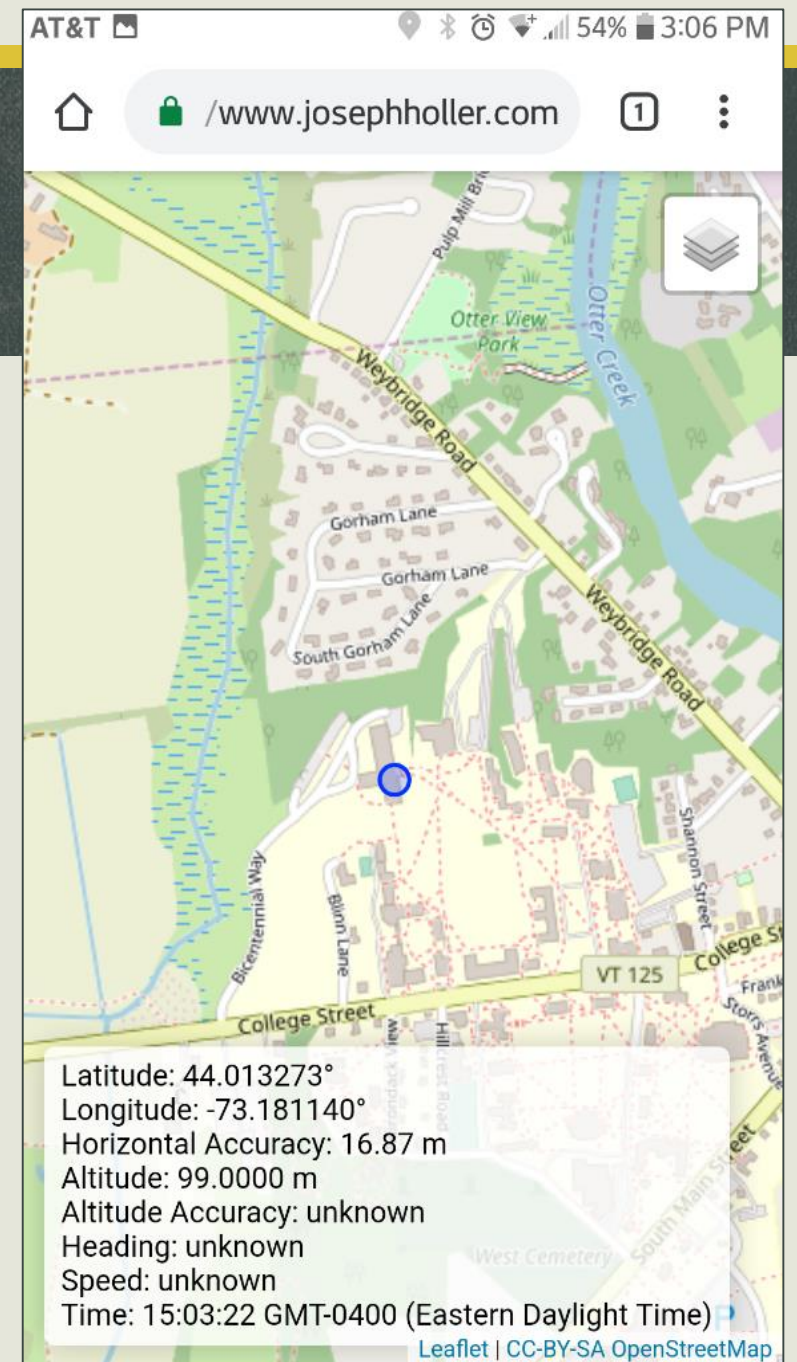 AT&T 54% 3:06 PM
/www.josephholler.com 1
Pulp Mill
Otter View
Park
Otter Creek
Weybridge Road
Gorham Lane
Gorham Lane
South Gorham Lane
Weybridge Road
Shannon Street
Bicentennial Way
Blinn Lane
College St
VT 125
College Street
Frank
Storrs Avenue
Hillcrest Road
Latitude: 44.013273°
Longitude: -73.181140°
Horizontal Accuracy: 16.87 m
Altitude: 99.0000 m
Altitude Accuracy: unknown
Heading: unknown
Speed: unknown
Time: 15:03:22 GMT-0400 (Eastern Daylight Time)
West Cemetery
South Main Street
P
Leaflet | CC-BY-SA OpenStreetMap